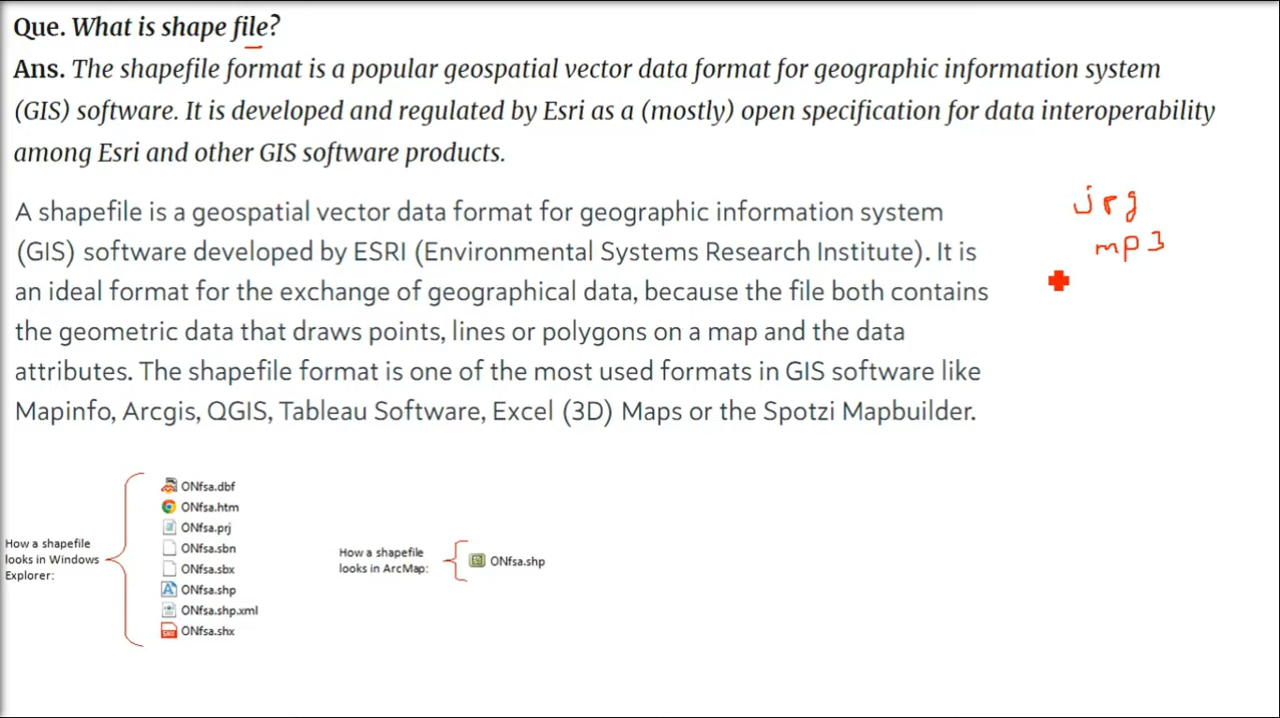 Que. What is shape file?
Ans. The shapefile format is a popular geospatial vector data format for geographic information system
(GIS) software. It is developed and regulated by Esri as a (mostly) open specification for data interoperability
among Esri and other GIS software products.
A shapefile is a geospatial vector data format for geographic information system
(GIS) software developed by ESRI (Environmental Systems Research Institute). It is
an ideal format for the exchange of geographical data, because the file both contains
the geometric data that draws points, lines or polygons on a map and the data
attributes. The shapefile format is one of the most used formats in GIS software like
Mapinfo, Arcgis, QGIS, Tableau Software, Excel (3D) Maps or the Spotzi Mapbuilder.
jrg
mp3
How a shapefile
looks in Windows
Explorer:
ONfsa.dbf
ONfsa.htm
ONfsa.prj
ONfsa.sbn
ONfsa.sbx
ONfsa.shp
ONfsa.shp.xml
ONfsa.shx
How a shapefile
looks in ArcMap:
ONfsa.shp